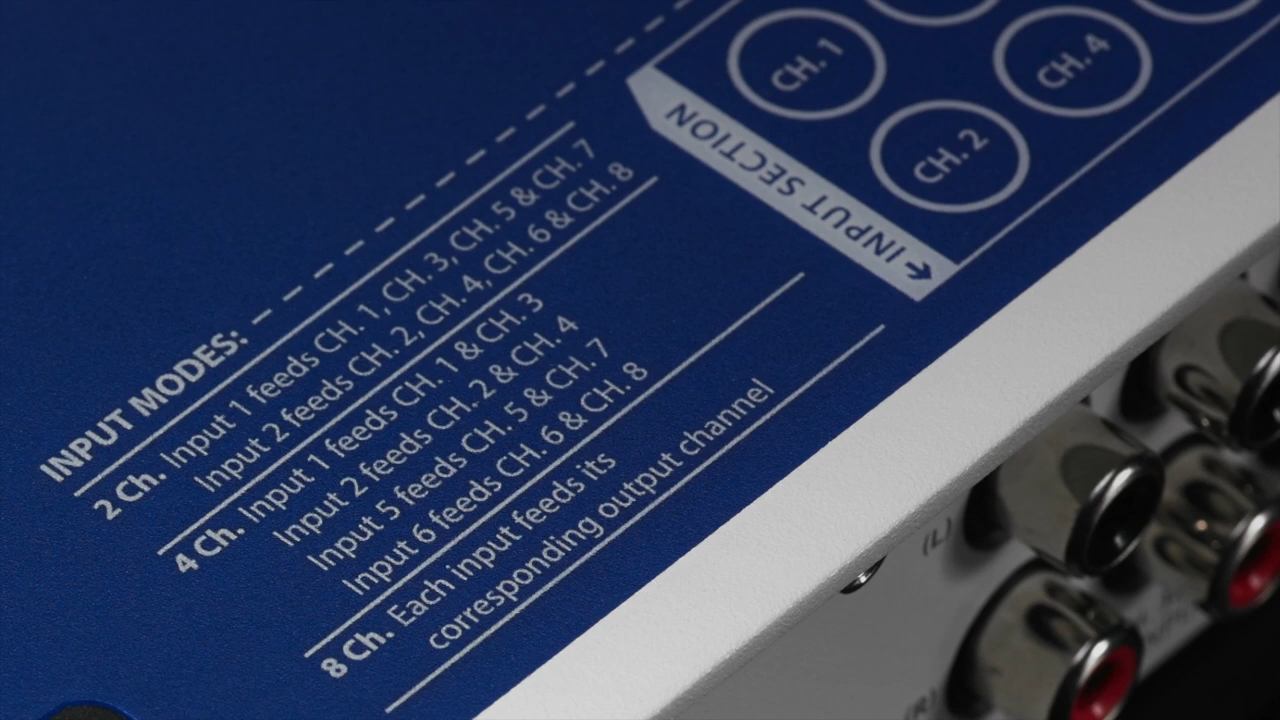 INPUT MODES:
2 Ch. Input 1 feeds CH. 1, CH. 3, CH. 5 & CH. 7
Input 2 feeds CH. 2, CH. 4, CH. 6 & CH. 8
4 Ch. Input 1 feeds CH. 1 & CH. 3
Input 2 feeds CH. 2 & CH. 4
Input 5 feeds CH. 5 & CH. 7
Input 6 feeds CH. 6 & CH. 8
8 Ch. Each input feeds its
corresponding output channel
INPUT SECTION
CH. 1
CH. 2
CH. 4
(L)
(R)